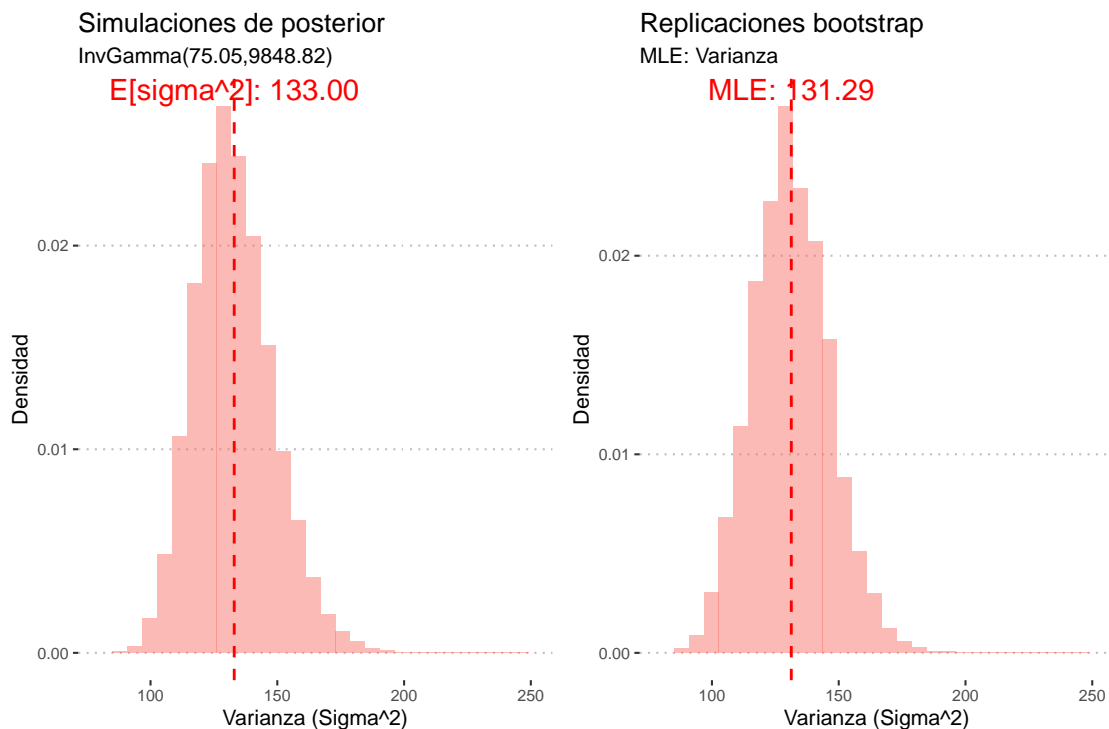 Simulaciones de posterior
InvGamma(75.05,9848.82)
E[sigma^2]: 133.00
Densidad
0.02
0.01
0.00
100
150
200
250
Varianza (Sigma^2)
Replicaciones bootstrap
MLE: Varianza
MLE: 131.29
Densidad
0.02
0.01
0.00
100
150
200
250
Varianza (Sigma^2)